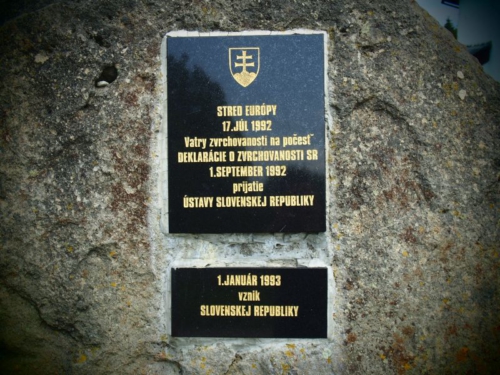 STRED EURÓPY
17.JÚL 1992
Vatry zvrchovanosti na počesť
DEKLARÁCIE O ZVRCHOVANOSTI SR
1.SEPTEMBER 1992
prijatie
ÚSTAVY SLOVENSKEJ REPUBLIKY
1.JANUÁR 1993
vznik
SLOVENSKEJ REPUBLIKY